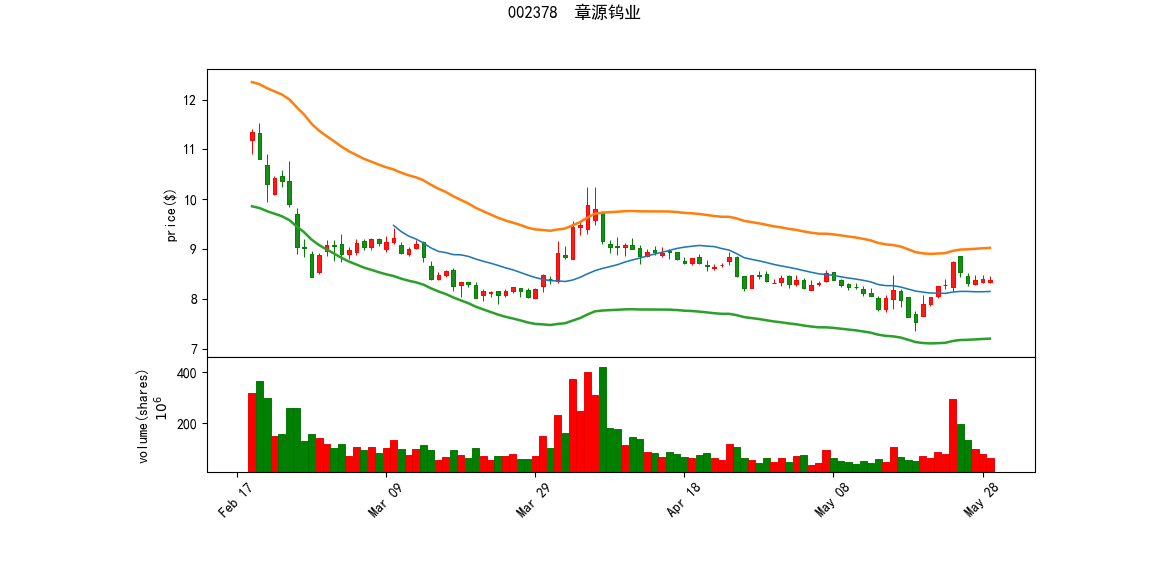 002378 章源钨业
12
11
10
9
8
7
price($)
400
200
volume(shares)
10^6
Feb 17
Mar 09
Mar 29
Apr 18
May 08
May 28